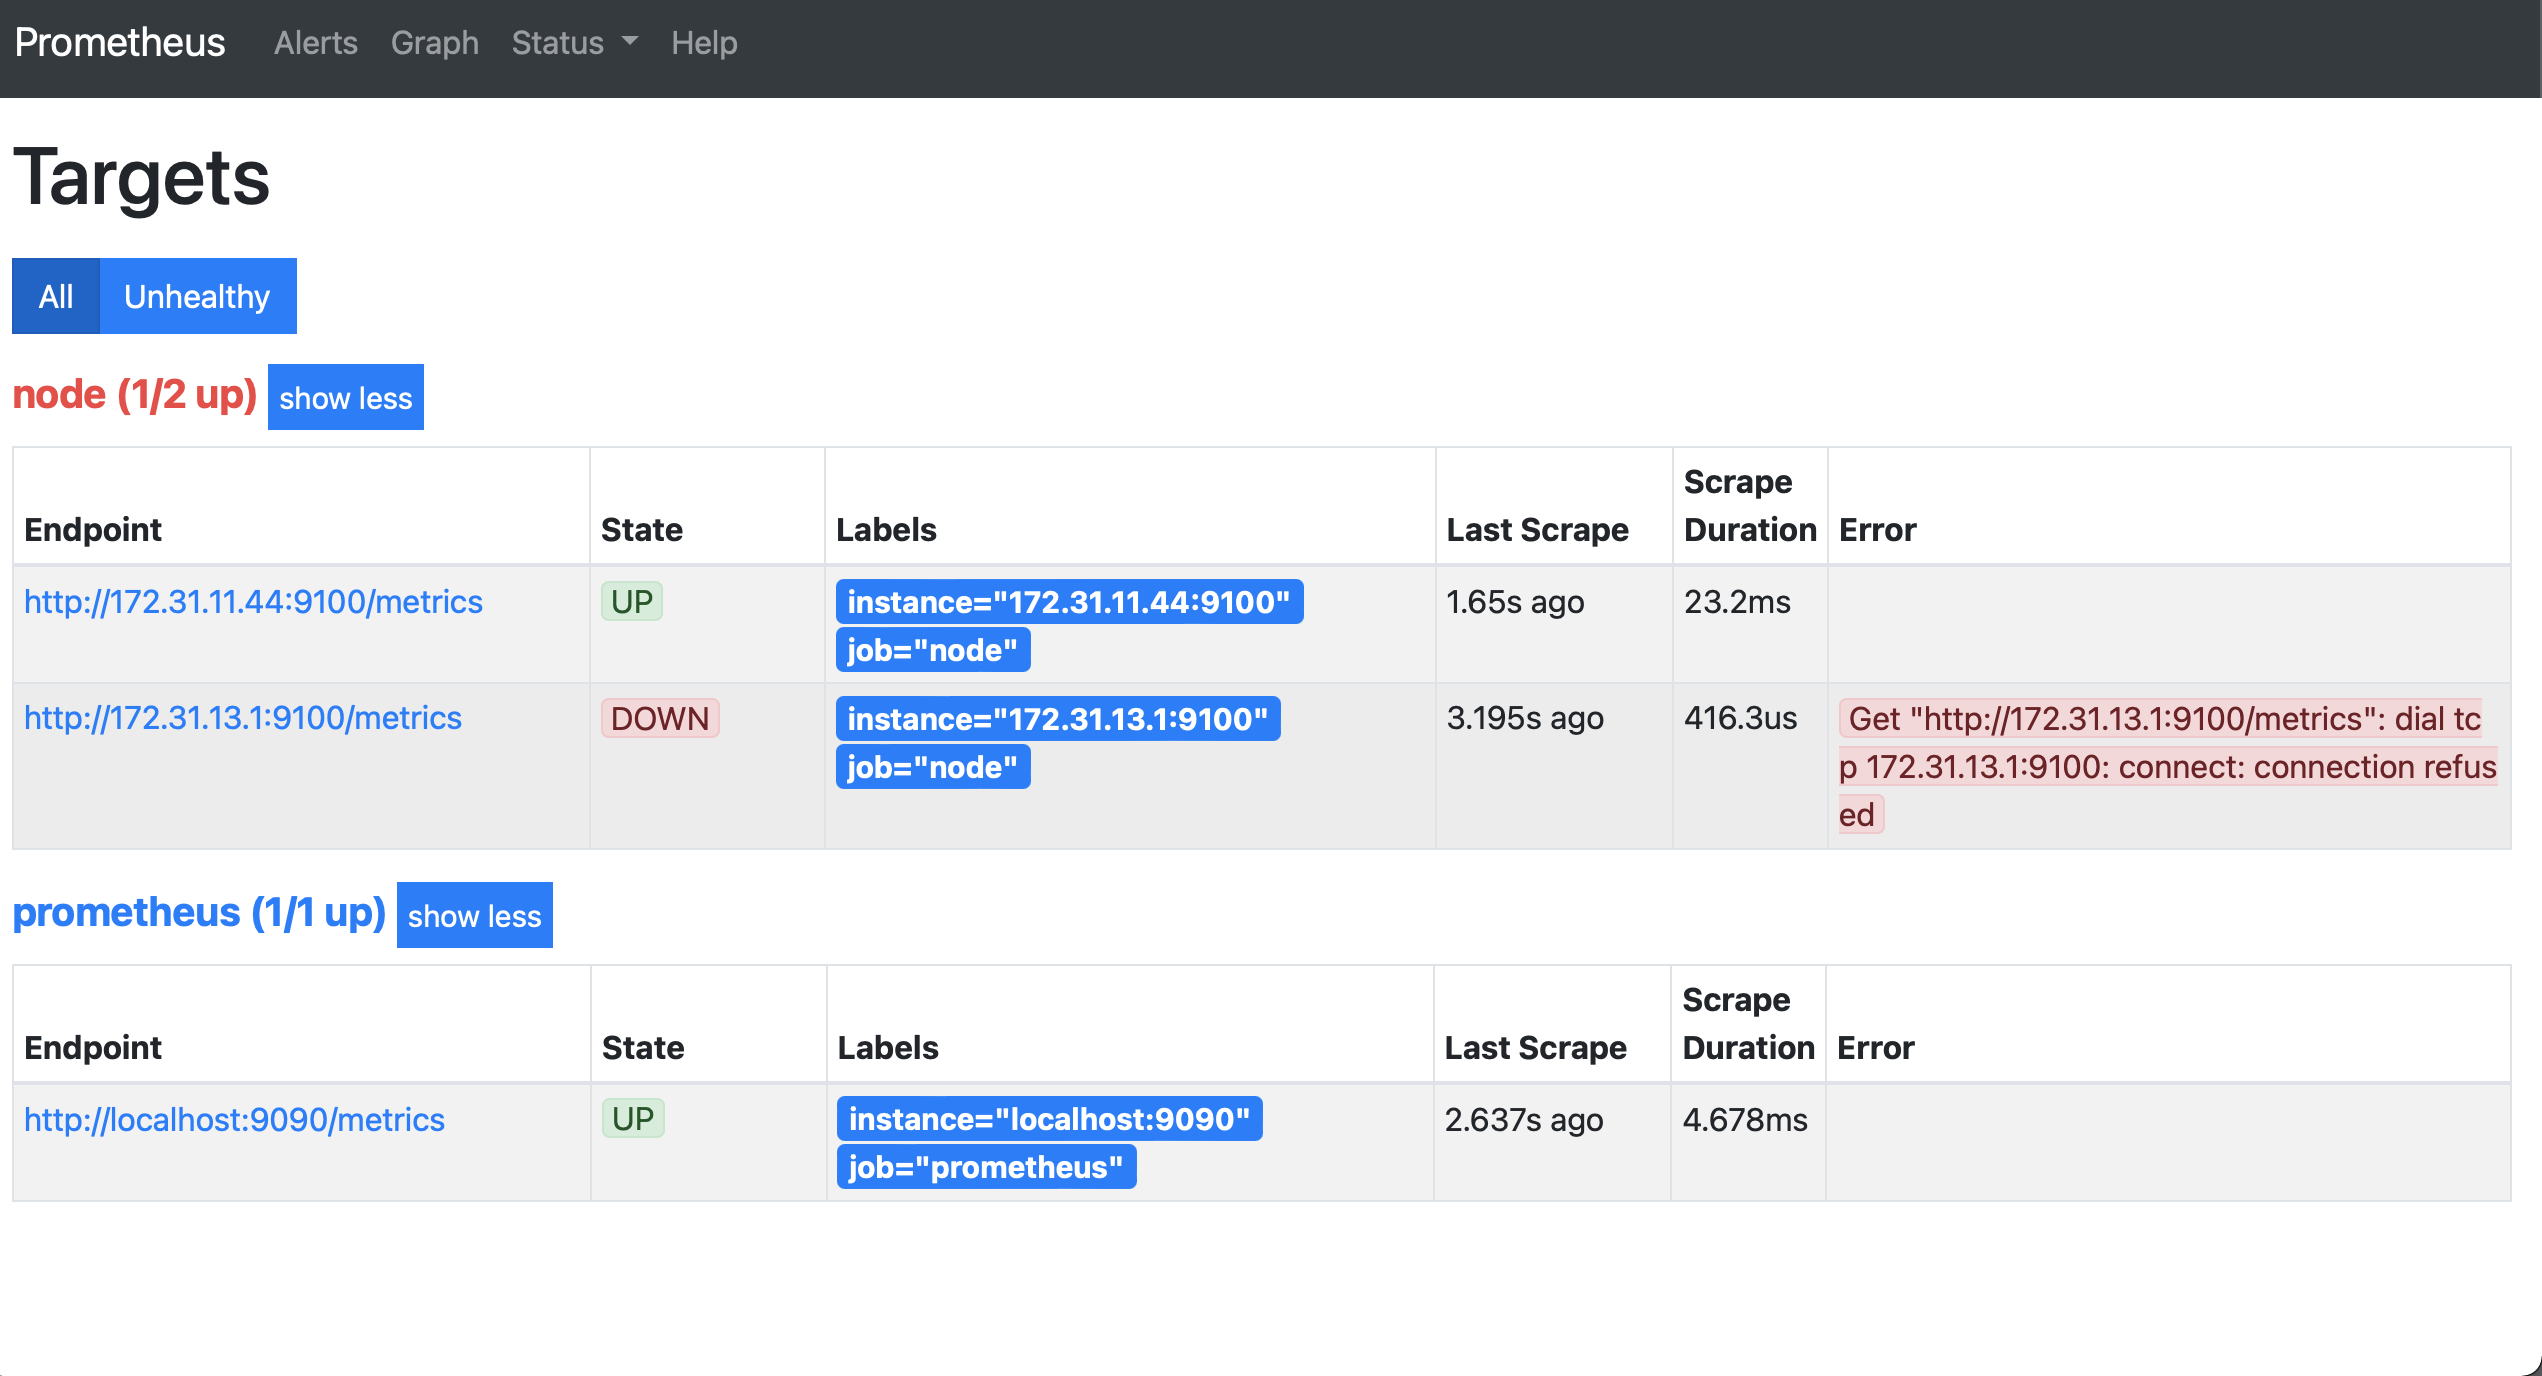 Prometheus Alerts Graph Status Help
Targets
All Unhealthy
node (1/2 up) show less
Endpoint State Labels Last Scrape Scrape Duration Error
http://172.31.11.44:9100/metrics UP instance="172.31.11.44:9100" 1.65s ago 23.2ms
job="node"
http://172.31.13.1:9100/metrics DOWN instance="172.31.13.1:9100" 3.195s ago 416.3us Get "http://172.31.13.1:9100/metrics": dial tc
job="node" p 172.31.13.1:9100: connect: connection refus
ed
prometheus (1/1 up) show less
Endpoint State Labels Last Scrape Scrape Duration Error
http://localhost:9090/metrics UP instance="localhost:9090" 2.637s ago 4.678ms
job="prometheus"